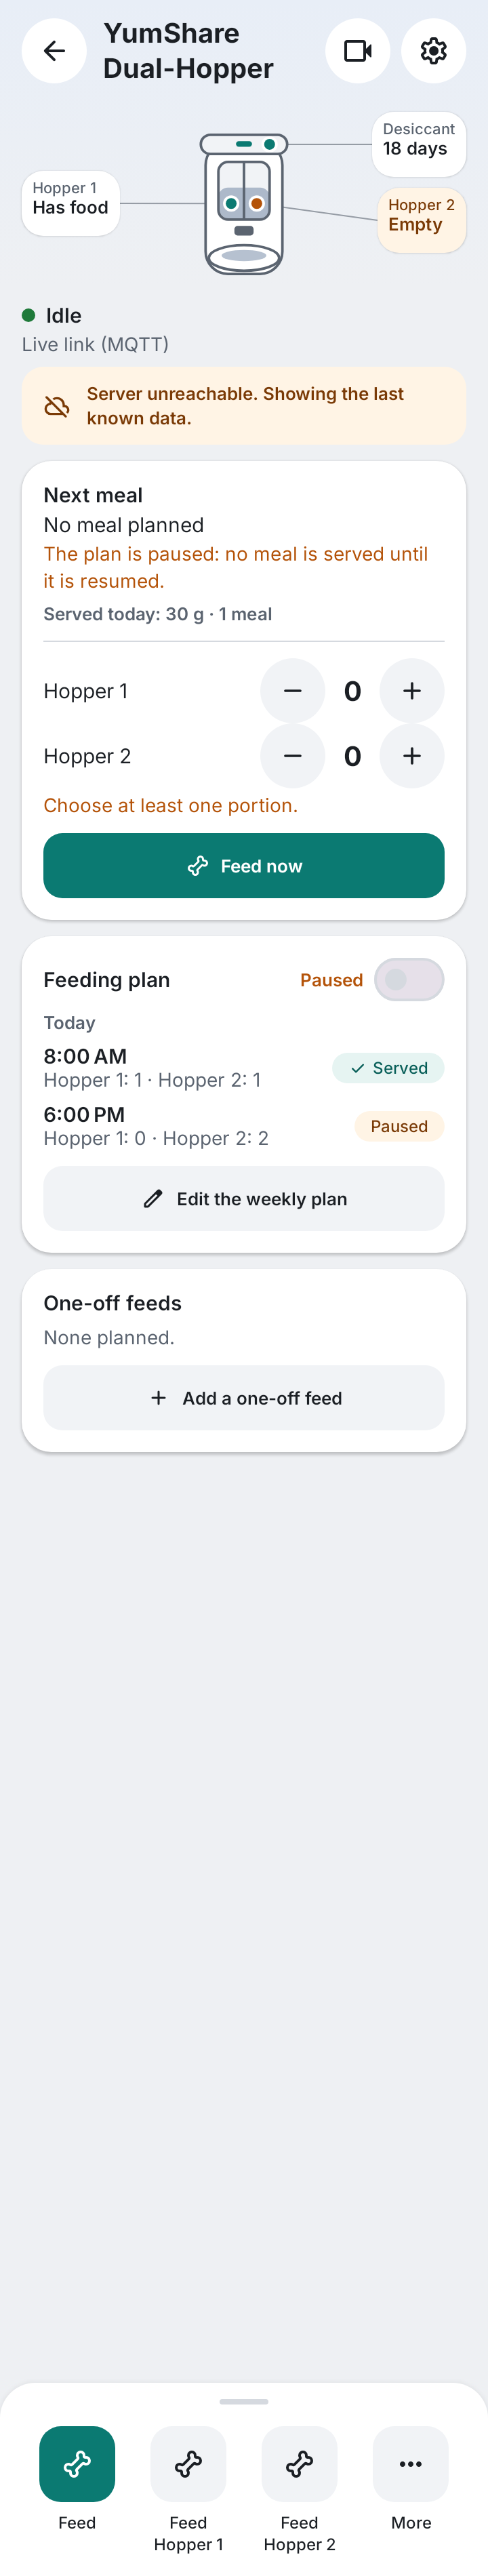 YumShare
Dual-Hopper
Desiccant
18 days
Hopper 1
Has food
Hopper 2
Empty
Idle
Live link (MQTT)
Server unreachable. Showing the last
known data.
Next meal
No meal planned
The plan is paused: no meal is served until
it is resumed.
Served today: 30 g · 1 meal
Hopper 1
0
Hopper 2
0
Choose at least one portion.
Feed now
Feeding plan
Paused
Today
8:00 AM
Hopper 1: 1 · Hopper 2: 1
Served
6:00 PM
Hopper 1: 0 · Hopper 2: 2
Paused
Edit the weekly plan
One-off feeds
None planned.
Add a one-off feed
Feed
Feed
Hopper 1
Feed
Hopper 2
More